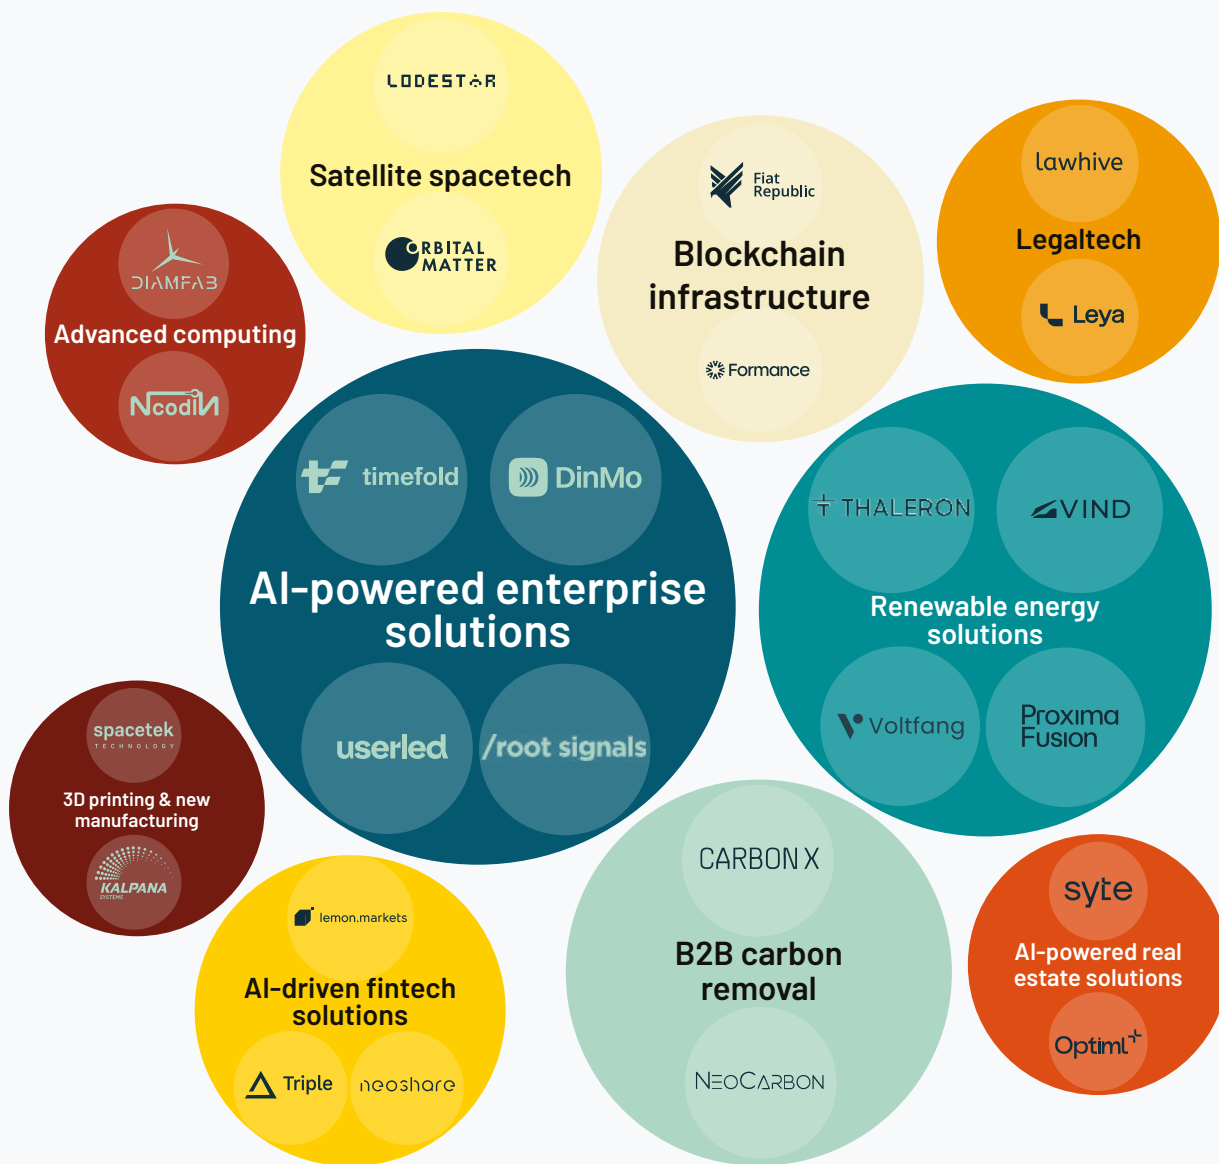 LODESTAR
Satellite spacetech
ORBITAL
MATTER
Fiat
Republic
Blockchain
infrastructure
Formance
lawhive
Legaltech
Leya
DIAMFAB
Advanced computing
NcodiN
timefold
DinMo
AI-powered enterprise
solutions
userled
/root signals
THALERON
VIND
Renewable energy
solutions
Voltfang
Proxima
Fusion
spacetek
TECHNOLOGY
3D printing & new
manufacturing
KALPANA
SYSTEMS
lemon.markets
AI-driven fintech
solutions
Triple
neoshare
CARBON X
B2B carbon
removal
NEOCARBON
syte
AI-powered real
estate solutions
Optiml